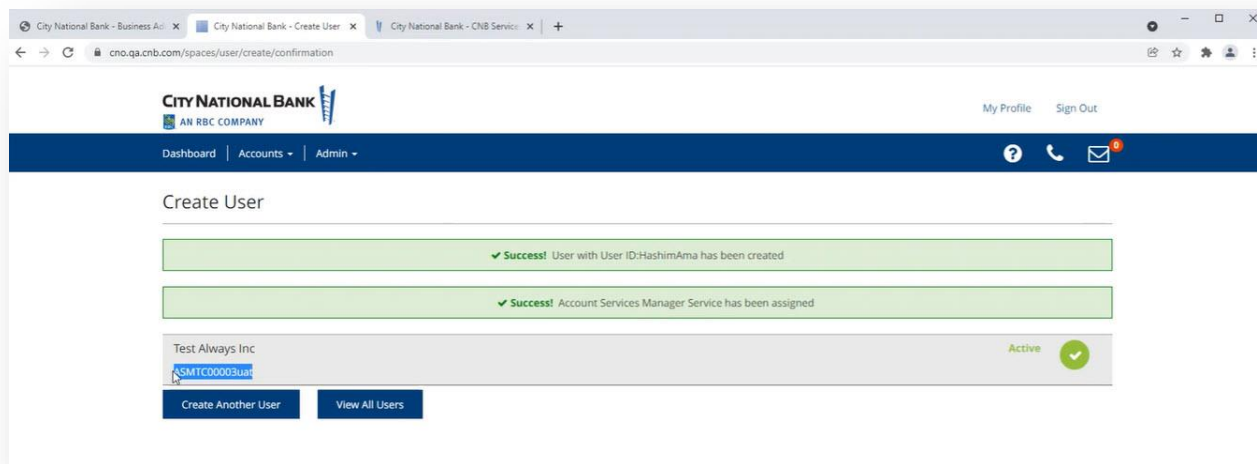 City National Bank - Business Ad
City National Bank - Create User
City National Bank - CNB Service
cno.qa.cnb.com/spaces/user/create/confirmation
CITY NATIONAL BANK
AN RBC COMPANY
My Profile Sign Out
Dashboard | Accounts | Admin
0
Create User
Success! User with User ID:HashimAma has been created
Success! Account Services Manager Service has been assigned
Test Always Inc
Active
ASMTC00003uat
Create Another User View All Users